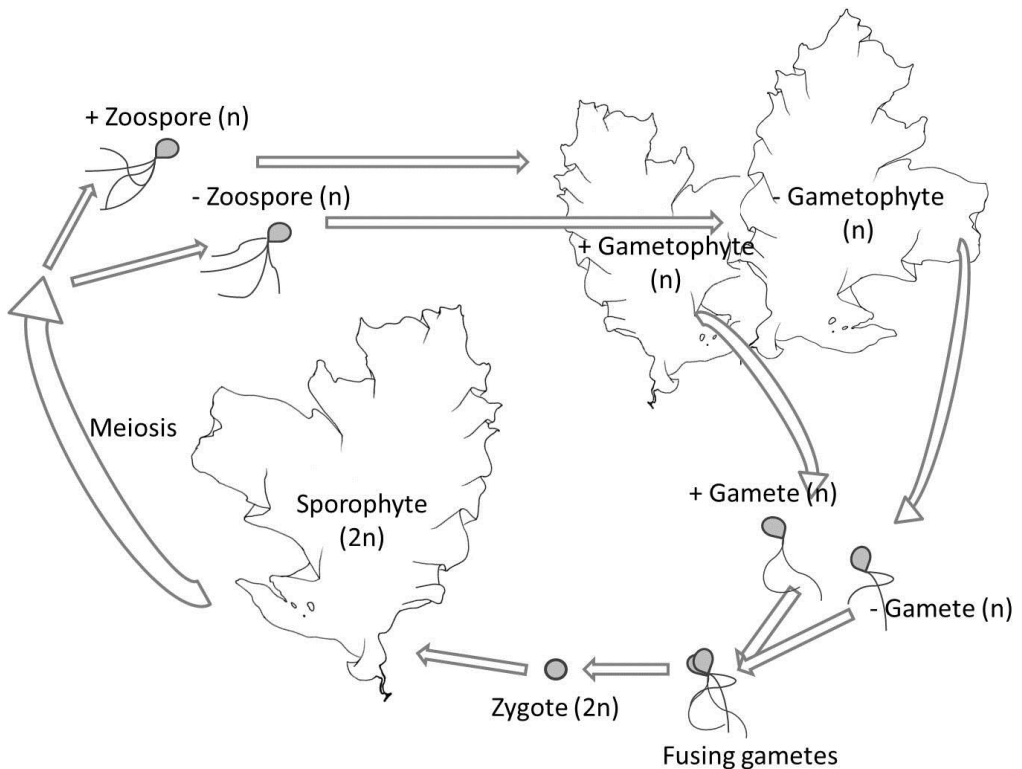 + Zoospore (n)
- Zoospore (n)
- Gametophyte
(n)
+ Gametophyte
(n)
Meiosis
Sporophyte
(2n)
+ Gamete (n)
- Gamete (n)
Zygote (2n)
Fusing gametes